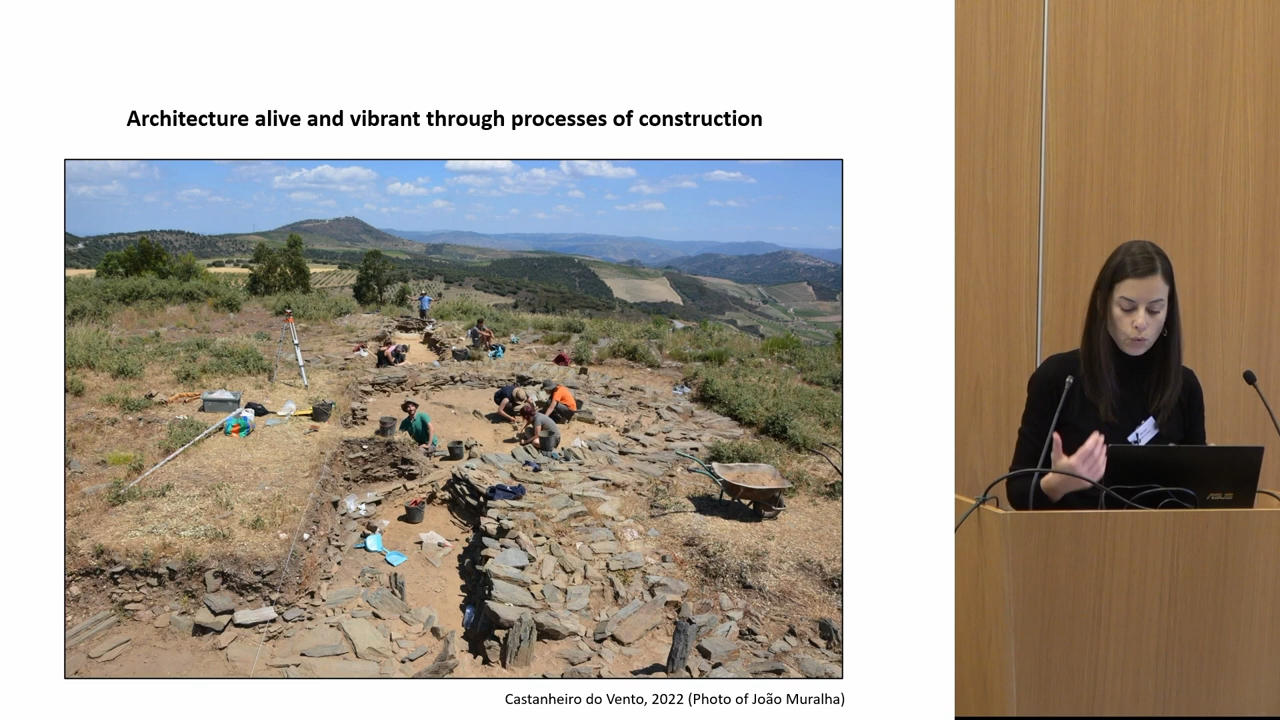 Architecture alive and vibrant through processes of construction
Castanheiro do Vento, 2022 (Photo of João Muralha)
ASUS